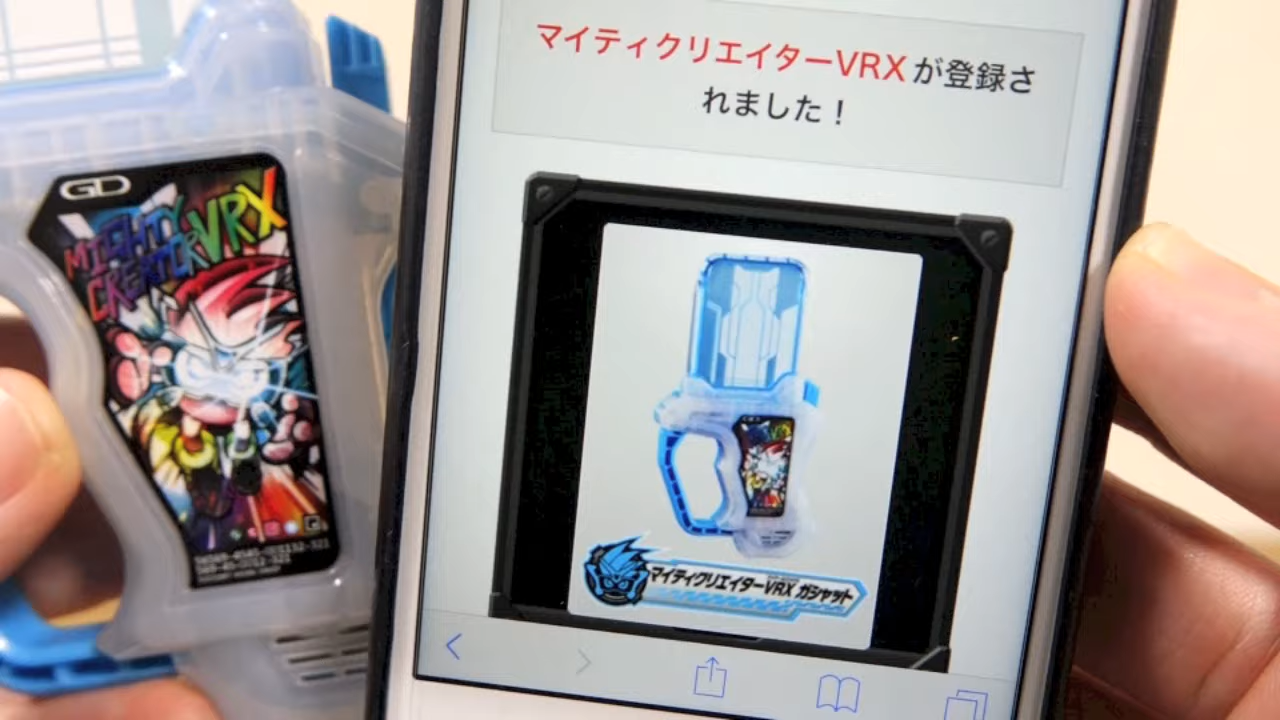 マイティクリエイターVRXが登録さ
れました！
GD
MIGHTY
CREATOR VRX
マイティクリエイターVRX ガシャット